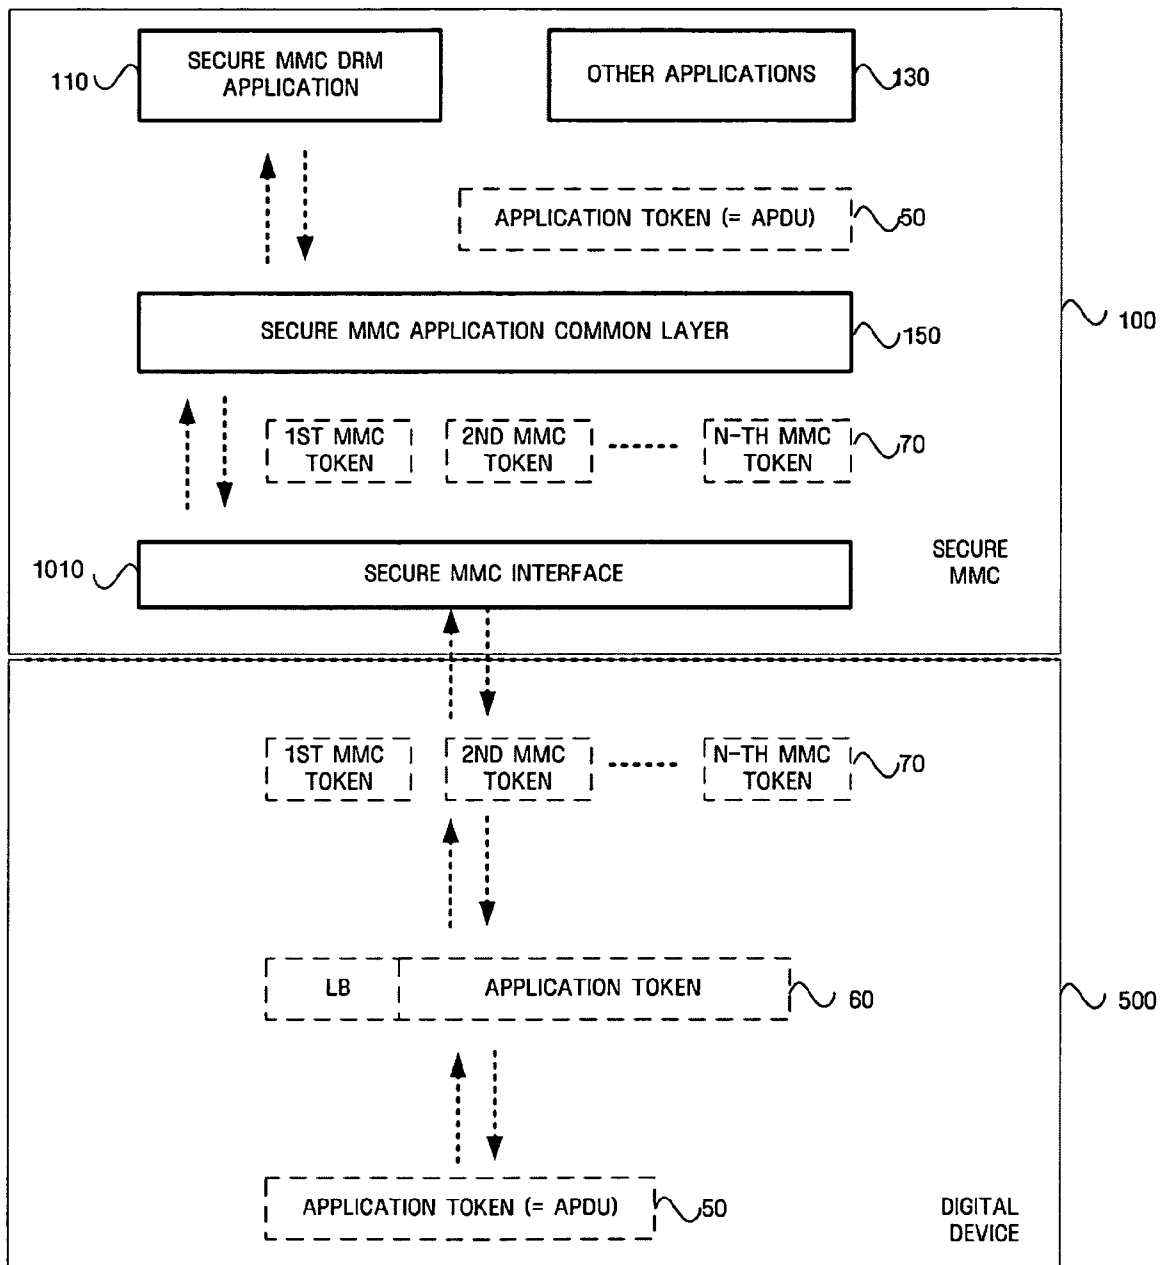 SECURE MMC DRM
APPLICATION
110
OTHER APPLICATIONS
130
APPLICATION TOKEN (= APDU)
50
SECURE MMC APPLICATION COMMON LAYER
150
100
1ST MMC
TOKEN
2ND MMC
TOKEN
N-TH MMC
TOKEN
70
1010
SECURE MMC INTERFACE
SECURE
MMC
1ST MMC
TOKEN
2ND MMC
TOKEN
N-TH MMC
TOKEN
70
LB
APPLICATION TOKEN
60
500
APPLICATION TOKEN (= APDU)
50
DIGITAL
DEVICE